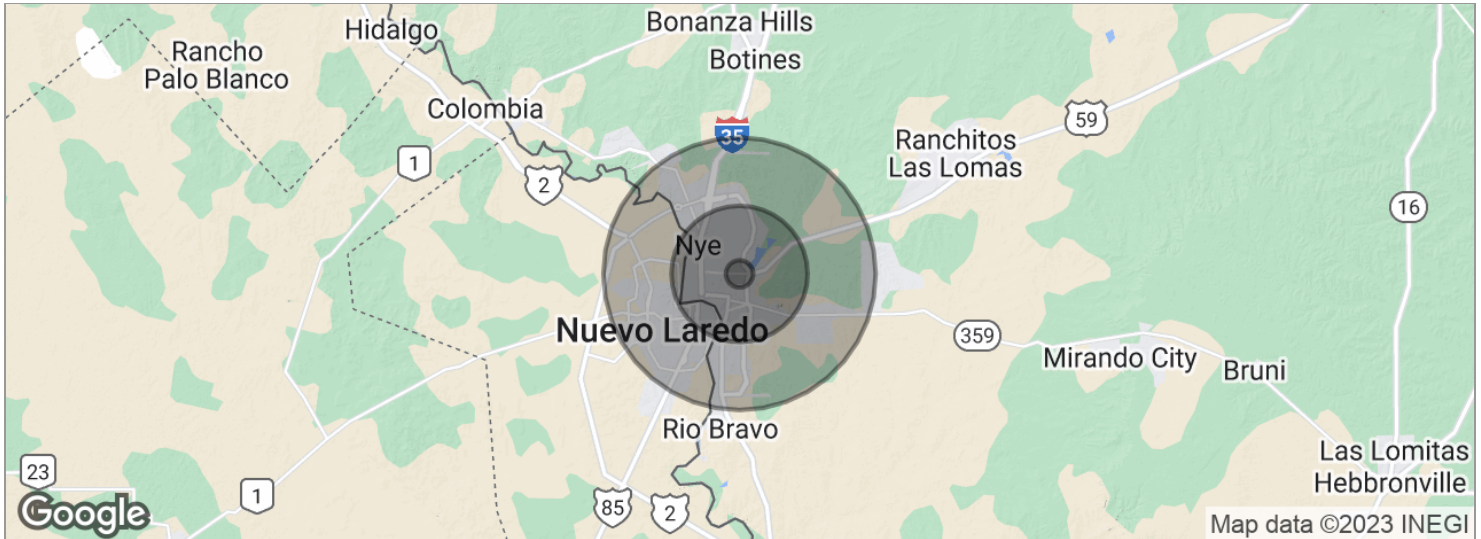 Hidalgo
Bonanza Hills
Rancho
Palo Blanco
Botines
Colombia
59
35
Ranchitos
Las Lomas
1
2
16
Nye
Nuevo Laredo
359
Mirando City
Bruni
Rio Bravo
Las Lomitas
Hebbronville
23
1
85
2
Google
Map data ©2023 INEGI